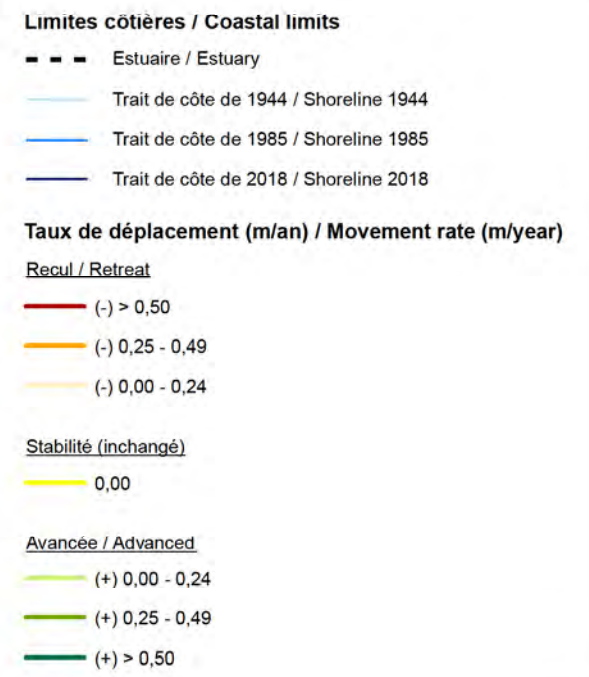 Limites côtières / Coastal limits
Estuaire / Estuary
Trait de côte de 1944 / Shoreline 1944
Trait de côte de 1985 / Shoreline 1985
Trait de côte de 2018 / Shoreline 2018
Taux de déplacement (m/an) / Movement rate (m/year)
Recul / Retreat
(-) > 0,50
(-) 0,25 - 0,49
(-) 0,00 - 0,24
Stabilité (inchangé)
0,00
Avancée / Advanced
(+) 0,00 - 0,24
(+) 0,25 - 0,49
(+) > 0,50